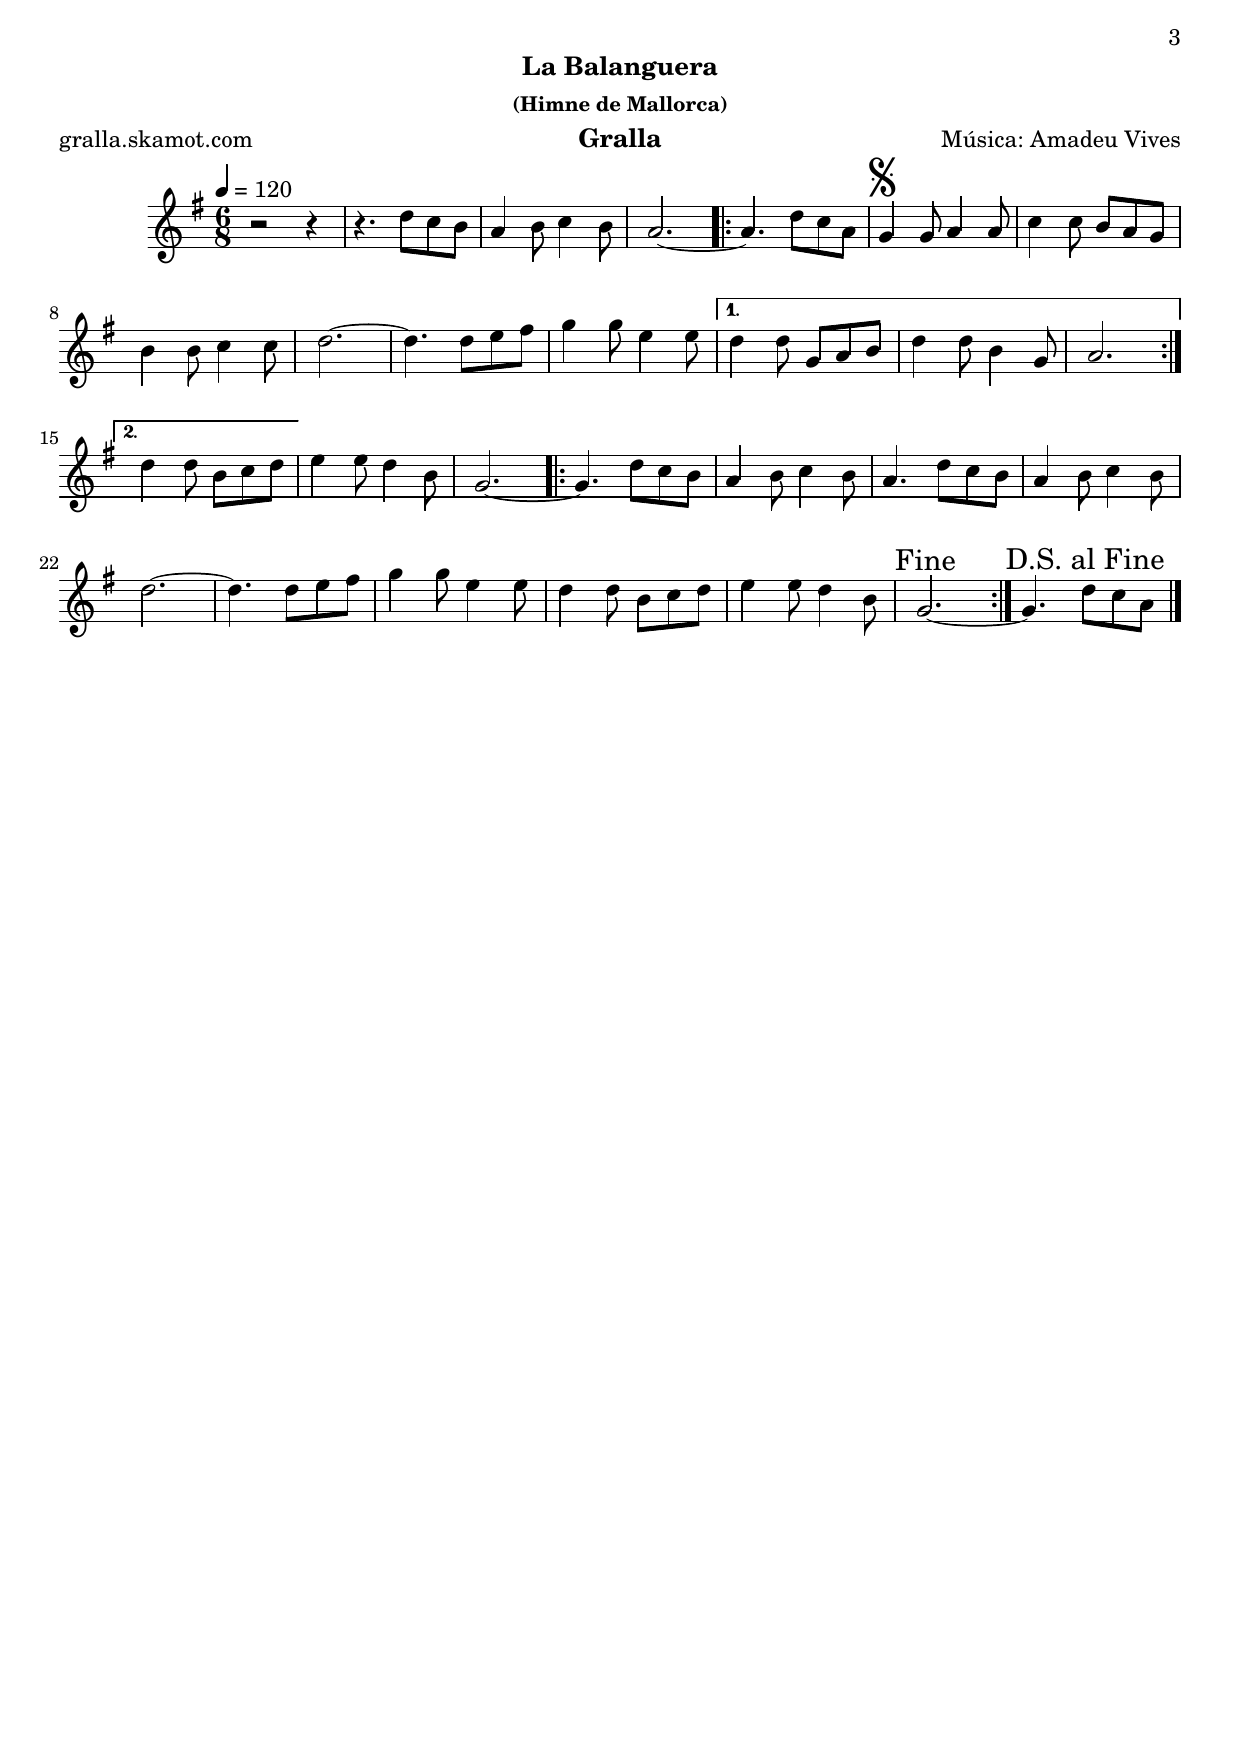 3
La Balanguera
(Himne de Mallorca)
gralla.skamot.com Gralla Música: Amadeu Vives
= 120
6
8
8
1.
15
2.
22
Fine D.S. al Fine